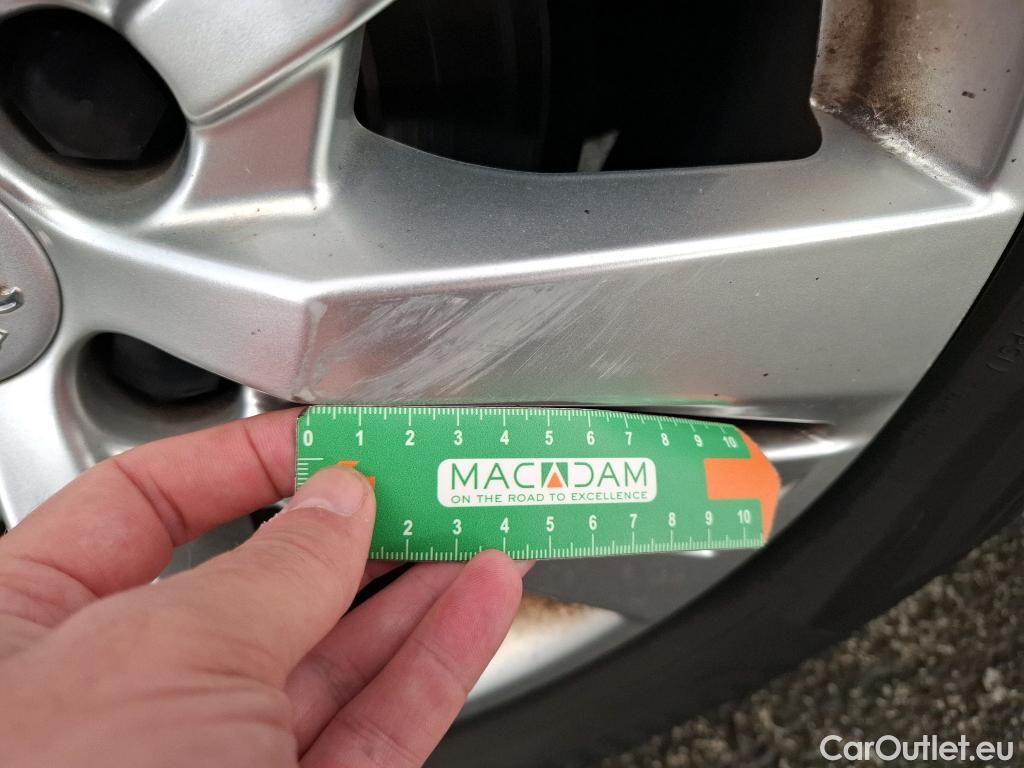 0 1 2 3 4 5 6 7 8 9 10
MACADAM
ON THE ROAD TO EXCELLENCE
2 3 4 5 6 7 8 9 10
PSI
CarOutlet.eu